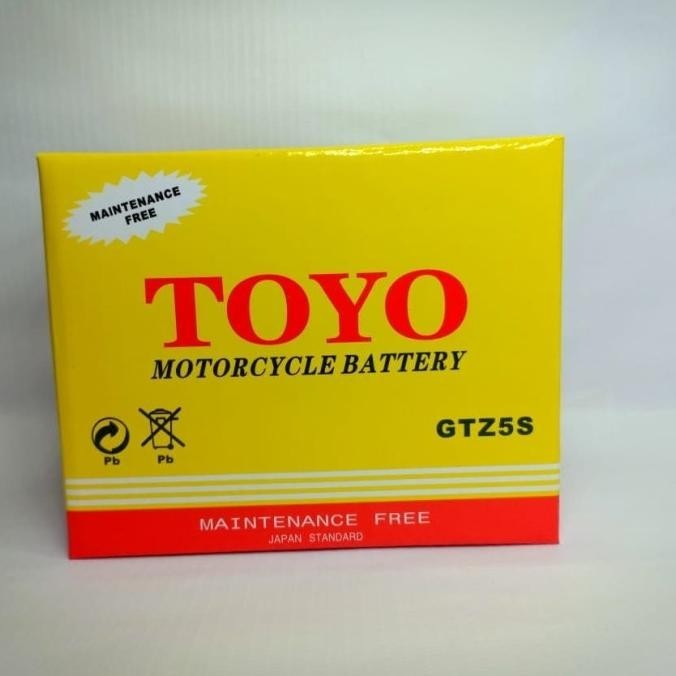 MAINTENANCE
FREE
TOYO
MOTORCYCLE BATTERY
Pb
Pb
GTZ5S
MAINTENANCE FREE
JAPAN STANDARD